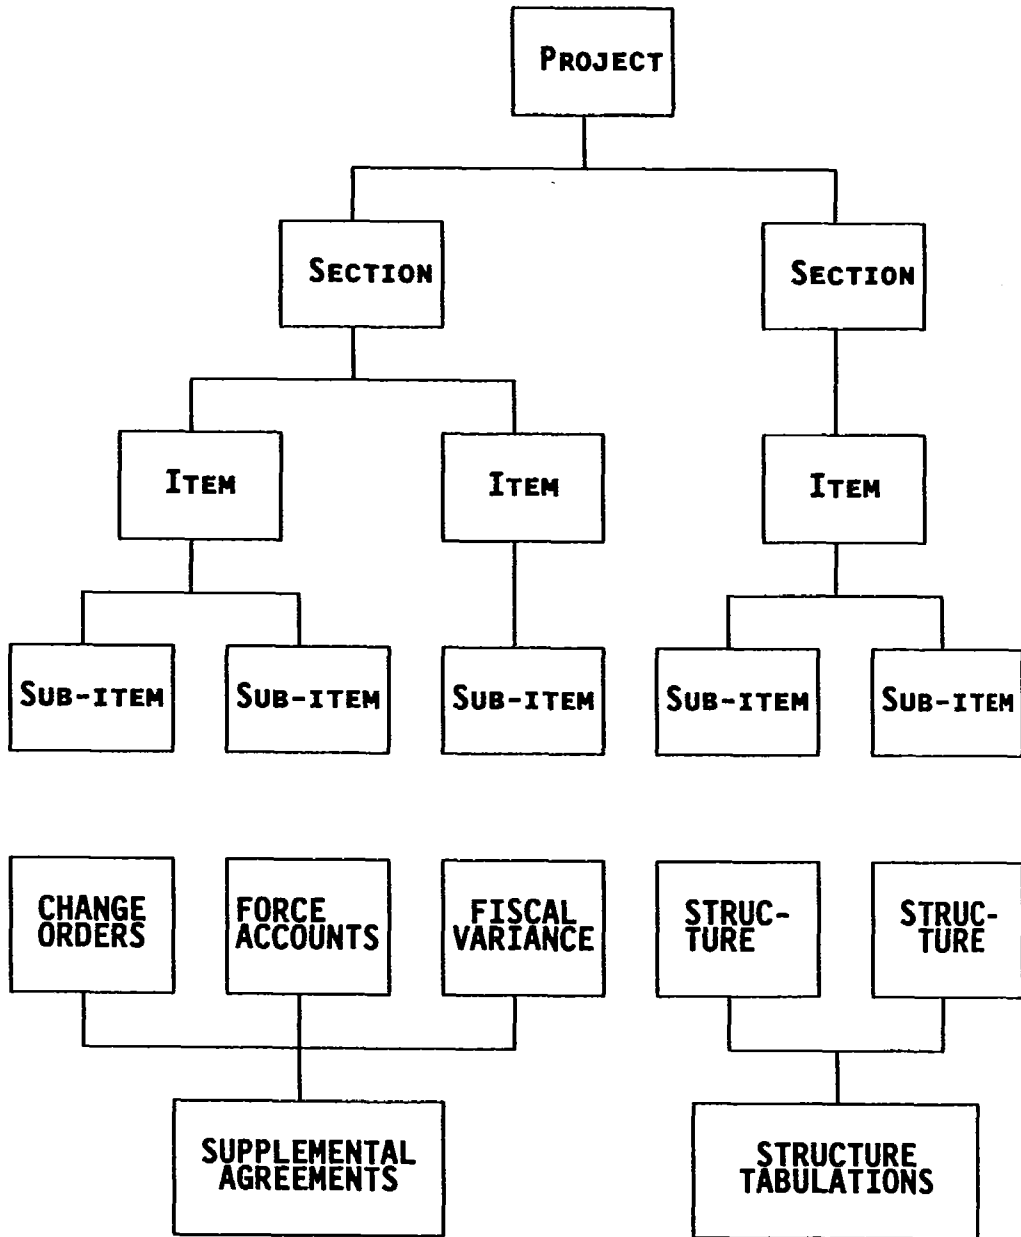 PROJECT
SECTION
SECTION
ITEM
ITEM
ITEM
SUB-ITEM
SUB-ITEM
SUB-ITEM
SUB-ITEM
SUB-ITEM
CHANGE
ORDERS
FORCE
ACCOUNTS
FISCAL
VARIANCE
STRUC-
TURE
STRUC-
TURE
SUPPLEMENTAL
AGREEMENTS
STRUCTURE
TABULATIONS